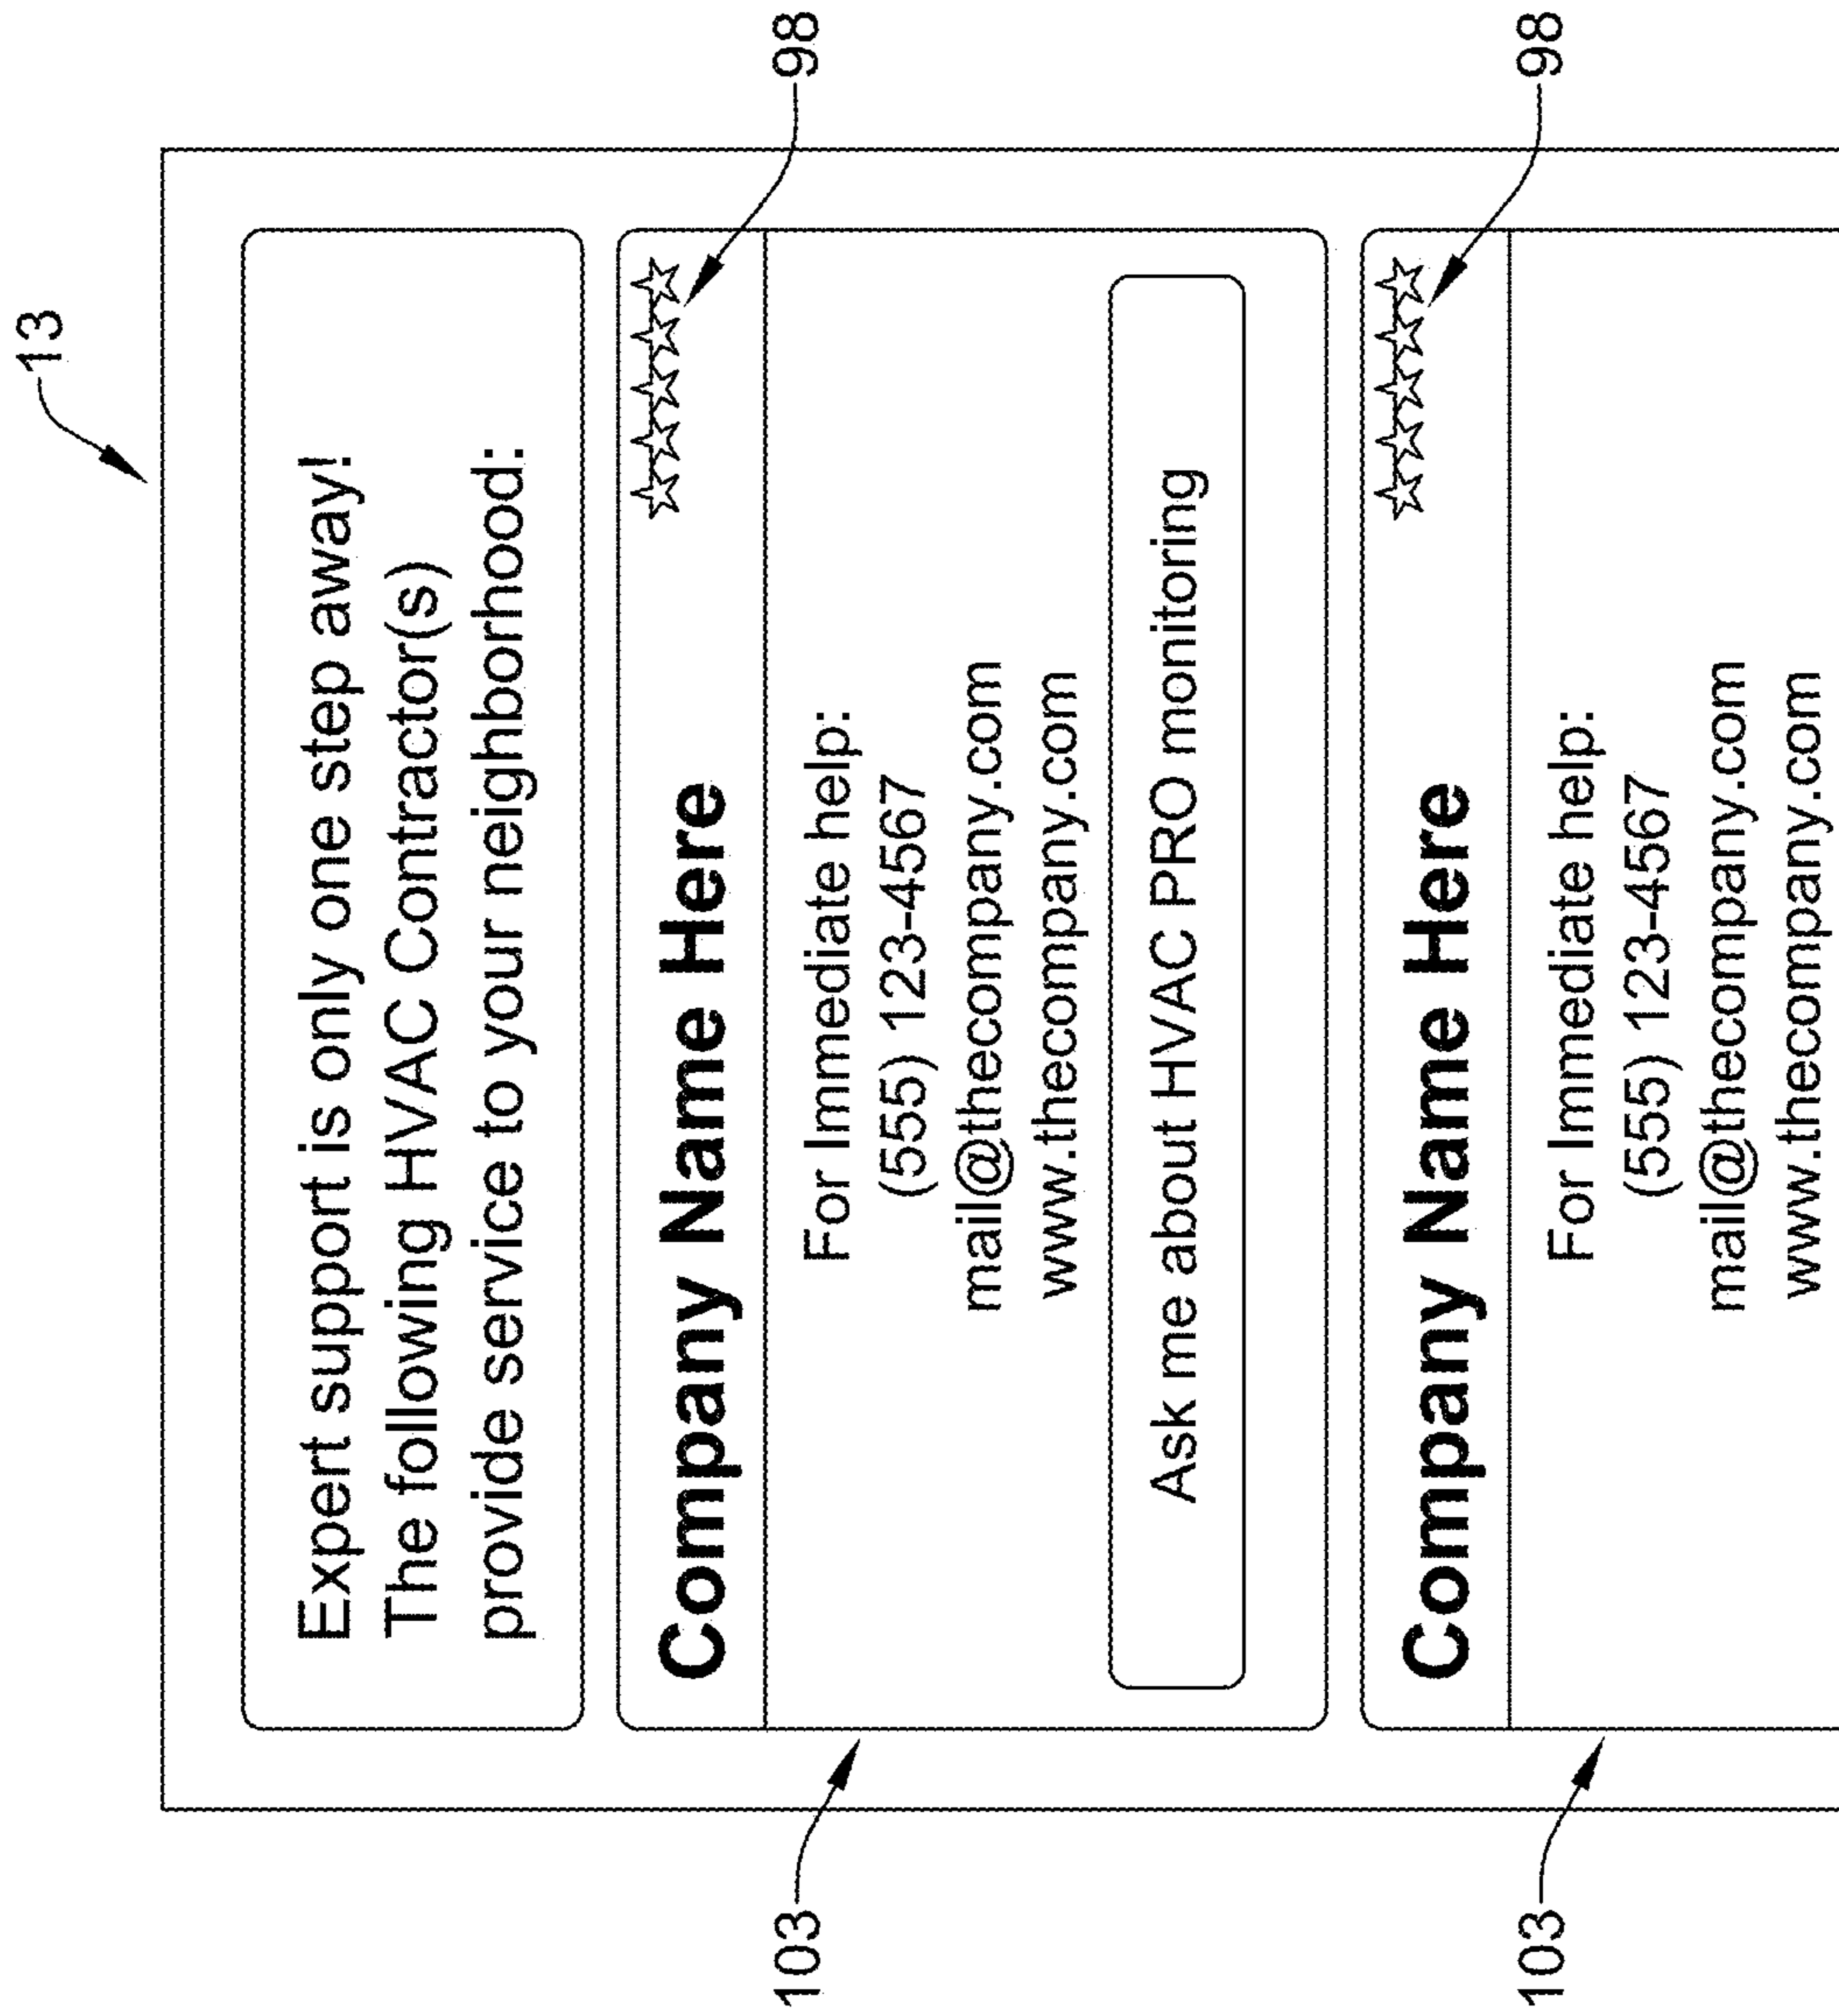 13
Expert support is only one step away!
The following HVAC Contractor(s)
provide service to your neighborhood:
Company Name Here
98
103
For Immediate help:
(555) 123-4567
mail@thecompany.com
www.thecompany.com
Ask me about HVAC PRO monitoring
Company Name Here
98
103
For Immediate help:
(555) 123-4567
mail@thecompany.com
www.thecompany.com